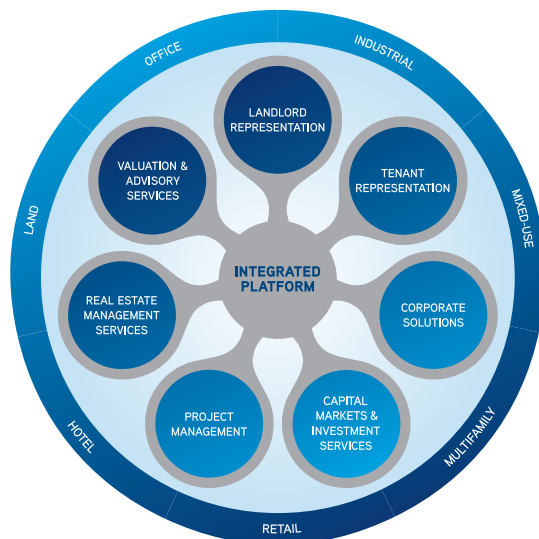 OFFICE
INDUSTRIAL
MIXED-USE
MULTIFAMILY
RETAIL
HOTEL
LAND
LANDLORD
REPRESENTATION
TENANT
REPRESENTATION
CORPORATE
SOLUTIONS
CAPITAL
MARKETS &
INVESTMENT
SERVICES
PROJECT
MANAGEMENT
REAL ESTATE
MANAGEMENT
SERVICES
VALUATION &
ADVISORY
SERVICES
INTEGRATED
PLATFORM